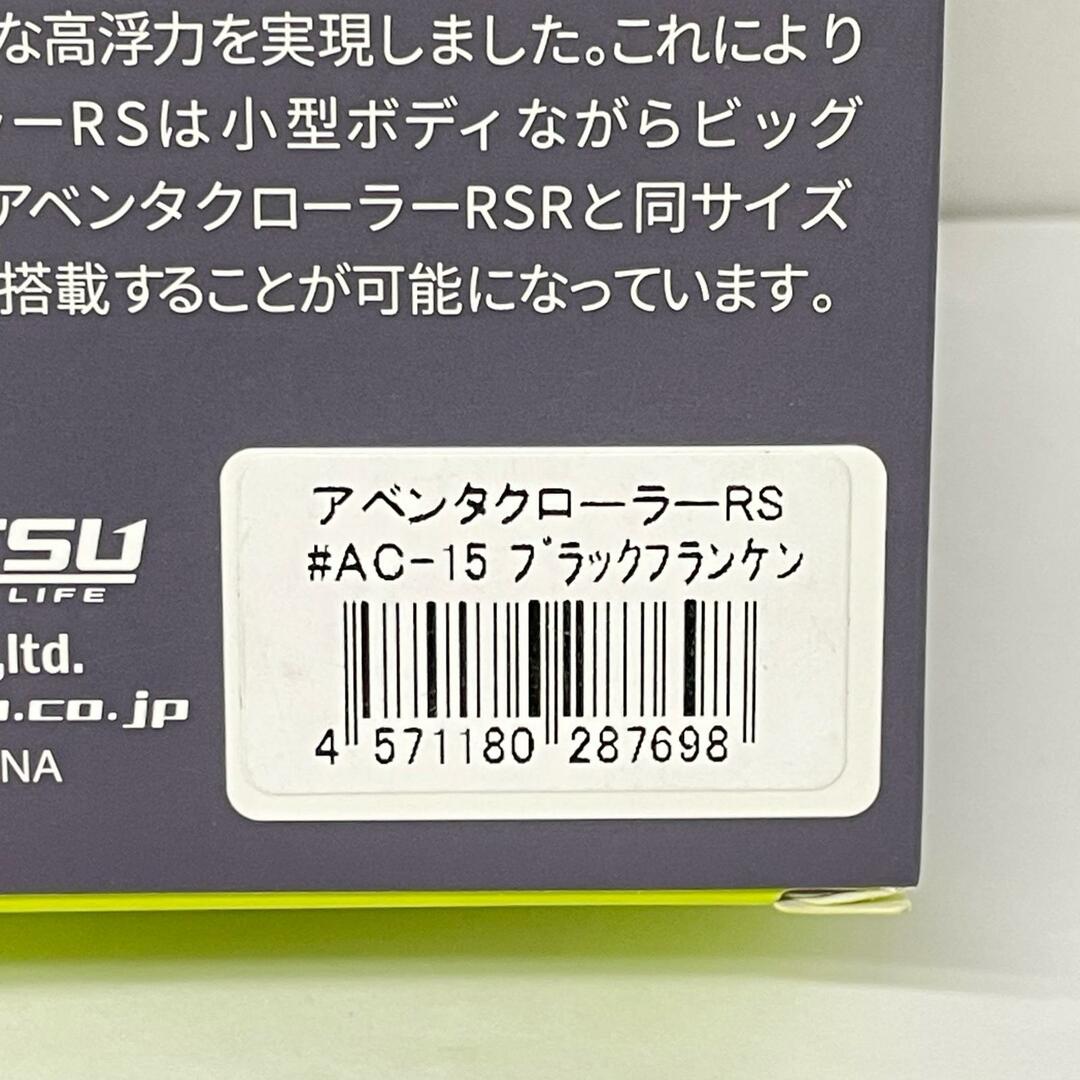 な高浮力を実現しました。これにより
ラーRSは小型ボディながらビッグ
アベンタクローラーRSRと同サイズ
搭載することが可能になっています。
アベンタクローラーRS
#AC-15 ブラックフランケン
4 571180 287698
TSU
LIFE
,ltd.
.co.jp
NA